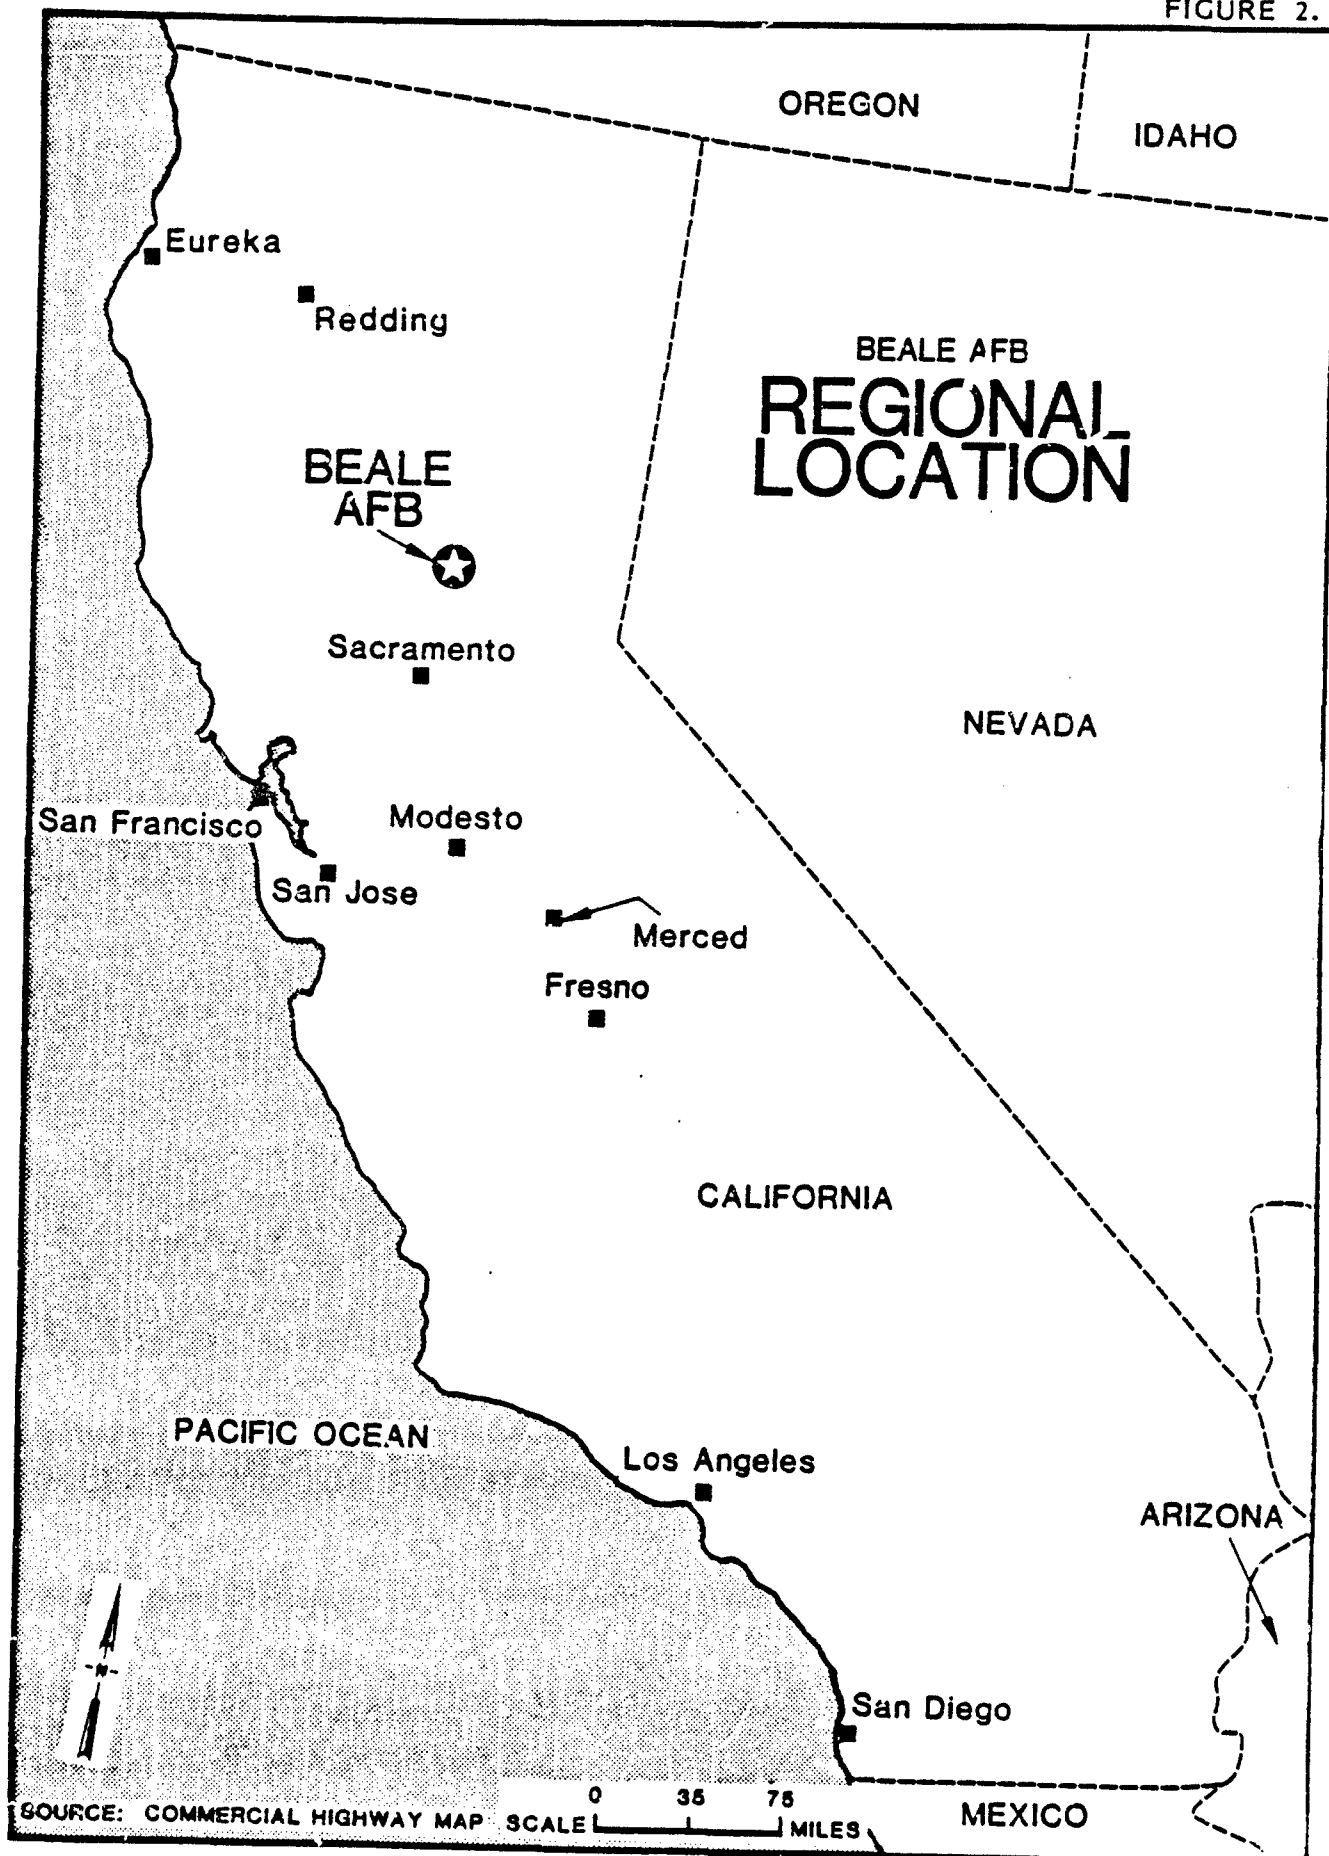 FIGURE 2.
OREGON
IDAHO
Eureka
Redding
BEALE AFB
REGIONAL
LOCATION
BEALE
AFB
Sacramento
NEVADA
San Francisco
Modesto
San Jose
Merced
Fresno
CALIFORNIA
PACIFIC OCEAN
Los Angeles
ARIZONA
N
San Diego
MEXICO
0 35 75
SOURCE: COMMERCIAL HIGHWAY MAP SCALE MILES